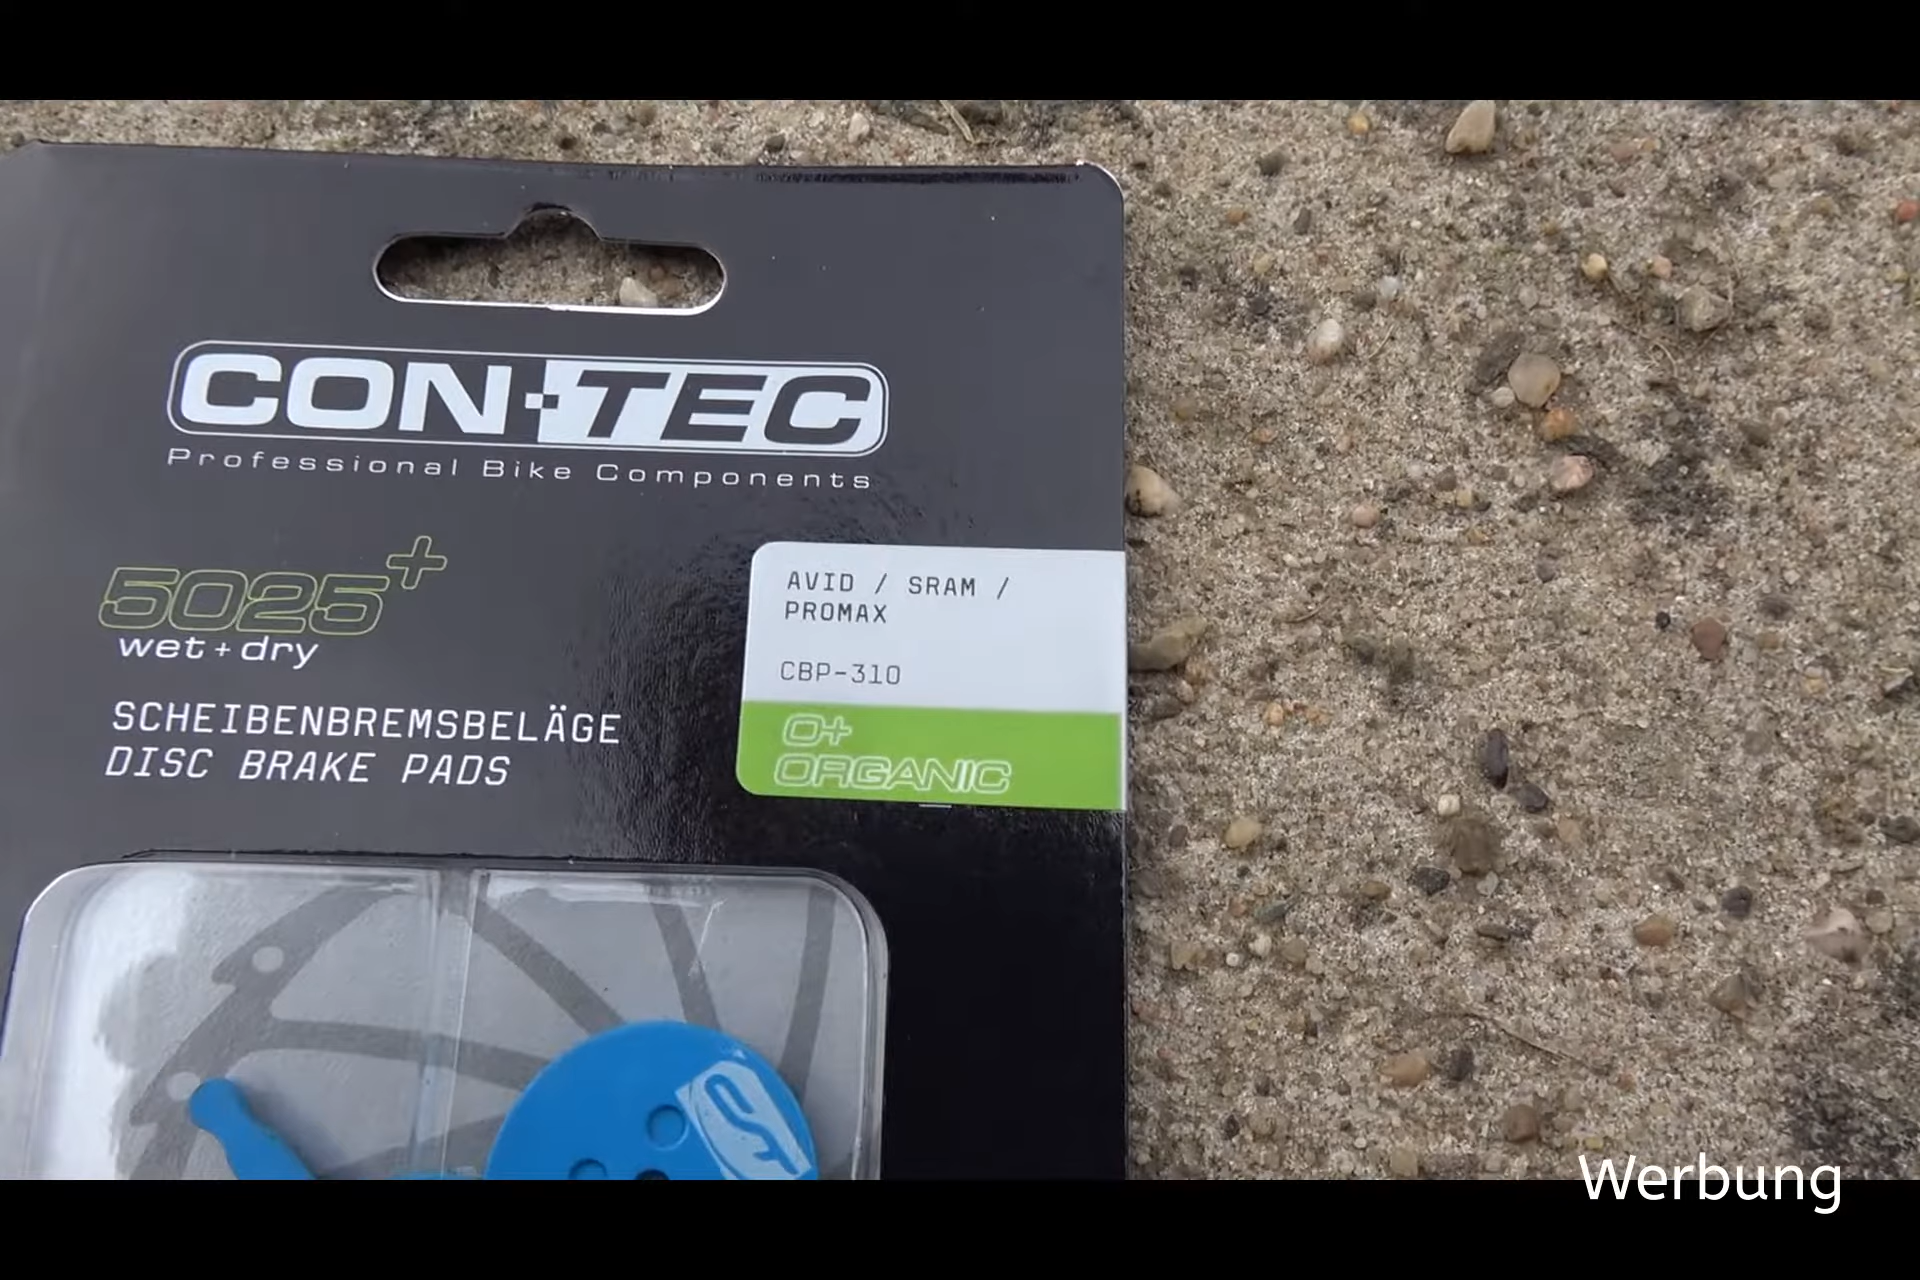 CON-TEC
Professional Bike Components
5025+
wet+dry
SCHEIBENBREMSBELÄGE
DISC BRAKE PADS
AVID / SRAM /
PROMAX
CBP-310
O+
ORGANIC
Werbung